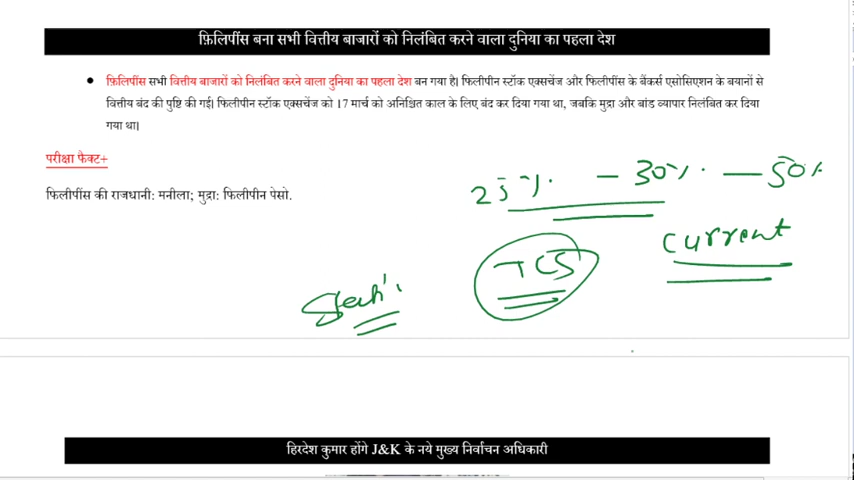 फ़िलिपींस बना सभी वित्तीय बाजारों को निलंबित करने वाला दुनिया का पहला देश
फ़िलिपींस सभी वित्तीय बाजारों को निलंबित करने वाला दुनिया का पहला देश बन गया है। फिलीपीन स्टॉक एक्सचेंज और फिलीपींस के बैंकर्स एसोसिएशन के बयानों से
वित्तीय बंद की पुष्टि की गई। फिलीपीन स्टॉक एक्सचेंज को 17 मार्च को अनिश्चित काल के लिए बंद कर दिया गया था, जबकि मुद्रा और बांड व्यापार निलंबित कर दिया
गया था।
परीक्षा फैक्ट+
फिलीपींस की राजधानी: मनीला; मुद्रा: फिलीपीन पेसो.
25%. – 30%. – 50%
current
TCS
हिरदेश कुमार होंगे J&K के नये मुख्य निर्वाचन अधिकारी